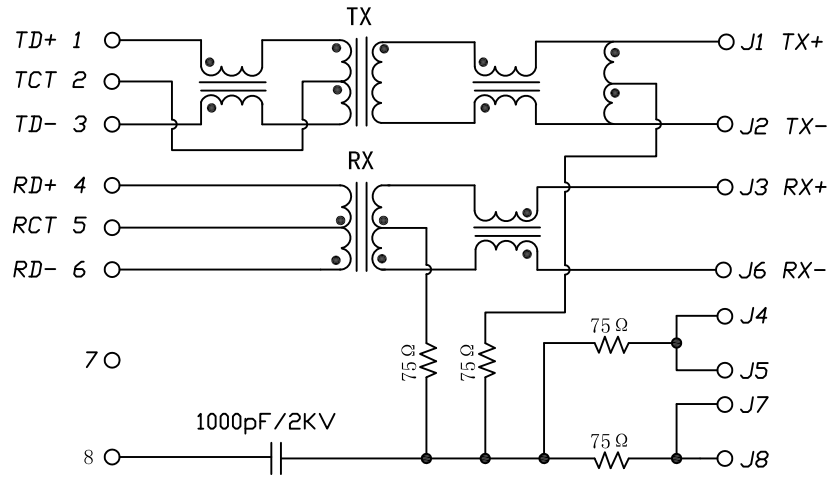 TX
TD+ 1
J1 TX+
TCT 2
TD- 3
J2 TX-
RX
RD+ 4
J3 RX+
RCT 5
RD- 6
J6 RX-
J4
75Ω
75Ω
75Ω
7
J5
J7
1000pF/2KV
75Ω
8
J8